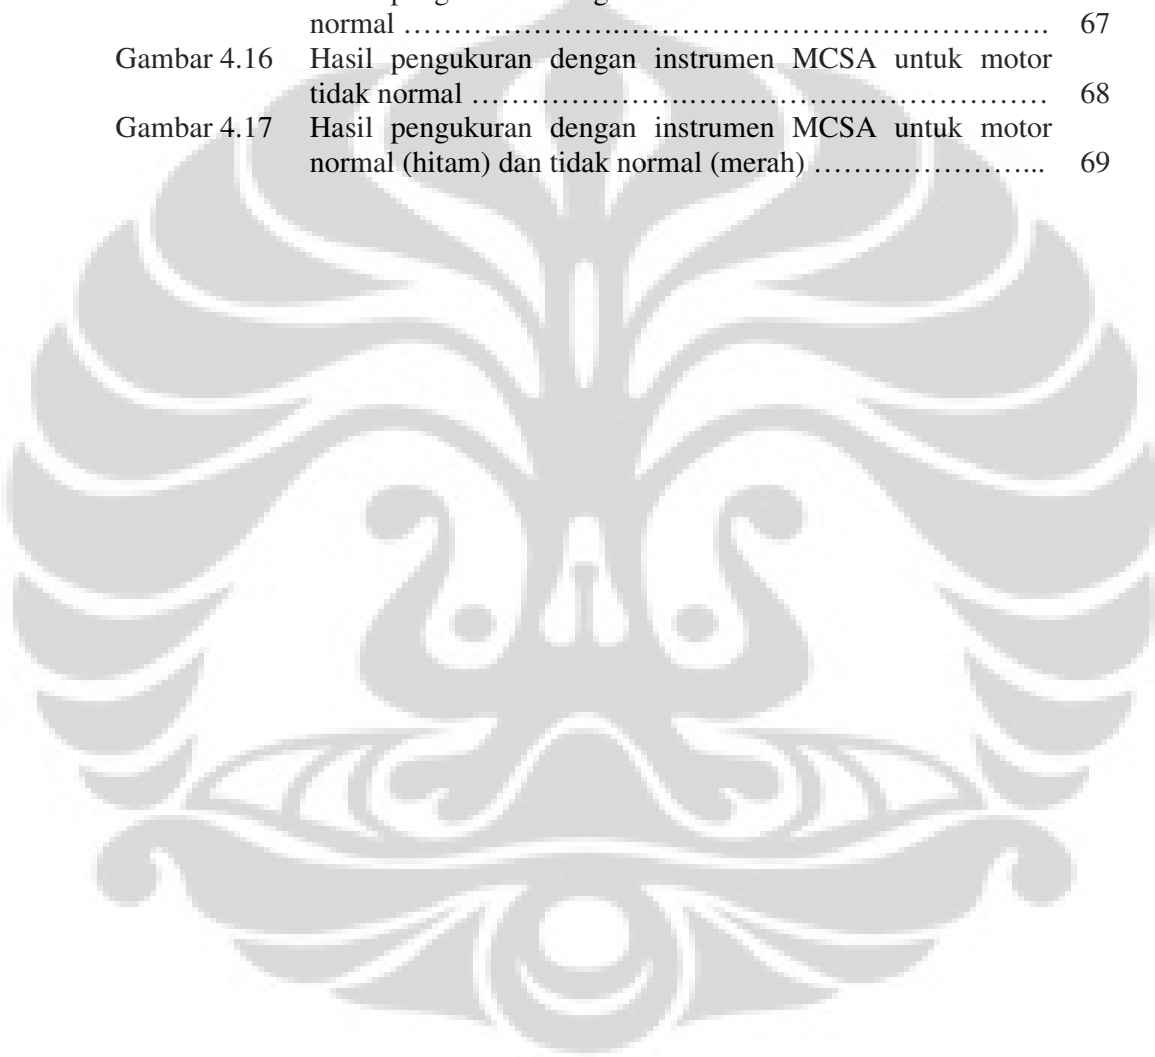 normal ………………………………………………………. 67
Gambar 4.16 Hasil pengukuran dengan instrumen MCSA untuk motor
tidak normal ………………………………………………… 68
Gambar 4.17 Hasil pengukuran dengan instrumen MCSA untuk motor
normal (hitam) dan tidak normal (merah) ………………….. 69